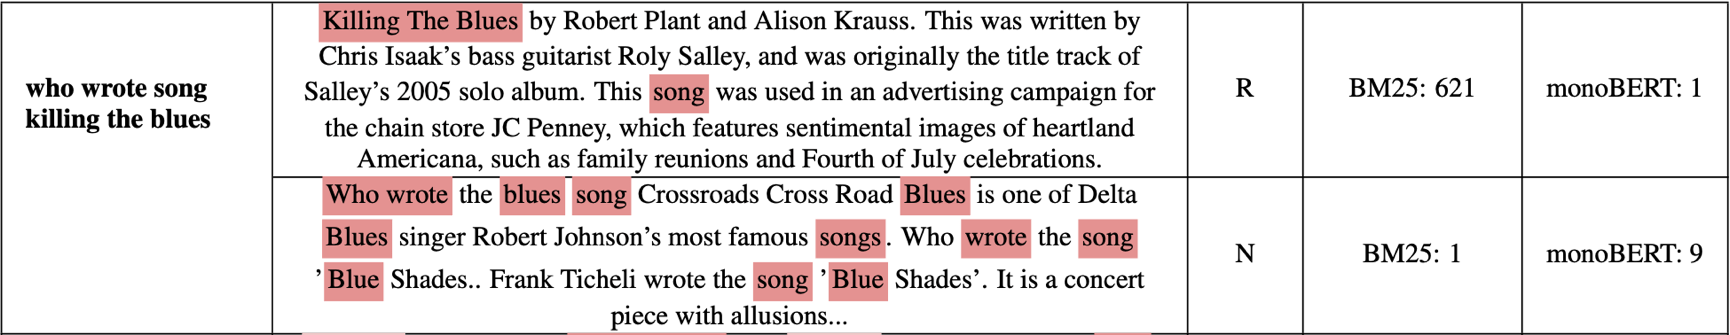 who wrote song
killing the blues
Killing The Blues by Robert Plant and Alison Krauss. This was written by
Chris Isaak’s bass guitarist Roly Salley, and was originally the title track of
Salley’s 2005 solo album. This song was used in an advertising campaign for
the chain store JC Penney, which features sentimental images of heartland
Americana, such as family reunions and Fourth of July celebrations.
R
BM25: 621
monoBERT: 1
Who wrote the blues song Crossroads Cross Road Blues is one of Delta
Blues singer Robert Johnson’s most famous songs. Who wrote the song
’Blue Shades.. Frank Ticheli wrote the song ’Blue Shades’. It is a concert
piece with allusions...
N
BM25: 1
monoBERT: 9